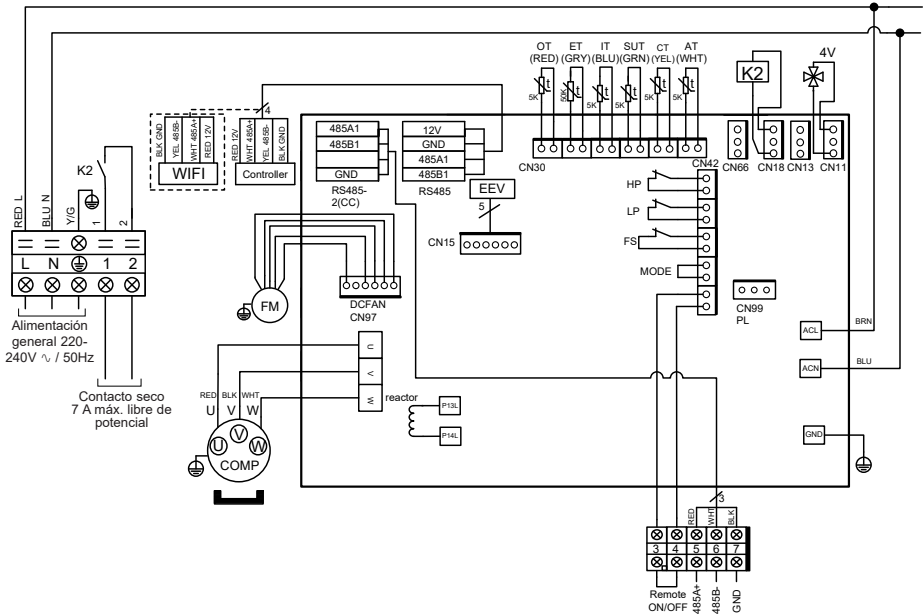 OT
(RED)
ET
(GRY)
IT
(BLU)
SUT
(GRN)
CT
(YEL)
AT
(WHT)
t
5K
t
50K
t
5K
t
5K
t
5K
t
5K
K2
4V
CN30
CN42
CN66
CN18
CN13
CN11
BLK GND
YEL 485B-
WHT 485A+
RED 12V
WIFI
4
RED 12V
WHT 485A+
YEL 485B-
BLK GND
Controller
485A1
485B1
GND
RS485-
2(CC)
12V
GND
485A1
485B1
RS485
EEV
5
CN15
HP
LP
FS
MODE
CN99
PL
ACL
BRN
ACN
BLU
GND
K2
RED L
BLU N
Y/G
1
2
L
N
1
2
Alimentación
general 220-
240V ∿ / 50Hz
Contacto seco
7 A máx. libre de
potencial
FM
DCFAN
CN97
U
V
W
reactor
P13L
P14L
RED
BLK
WHT
U
V
W
U
V
W
COMP
3
RED
WHT
BLK
3
4
5
6
7
Remote
ON/OFF
485A+
485B-
GND